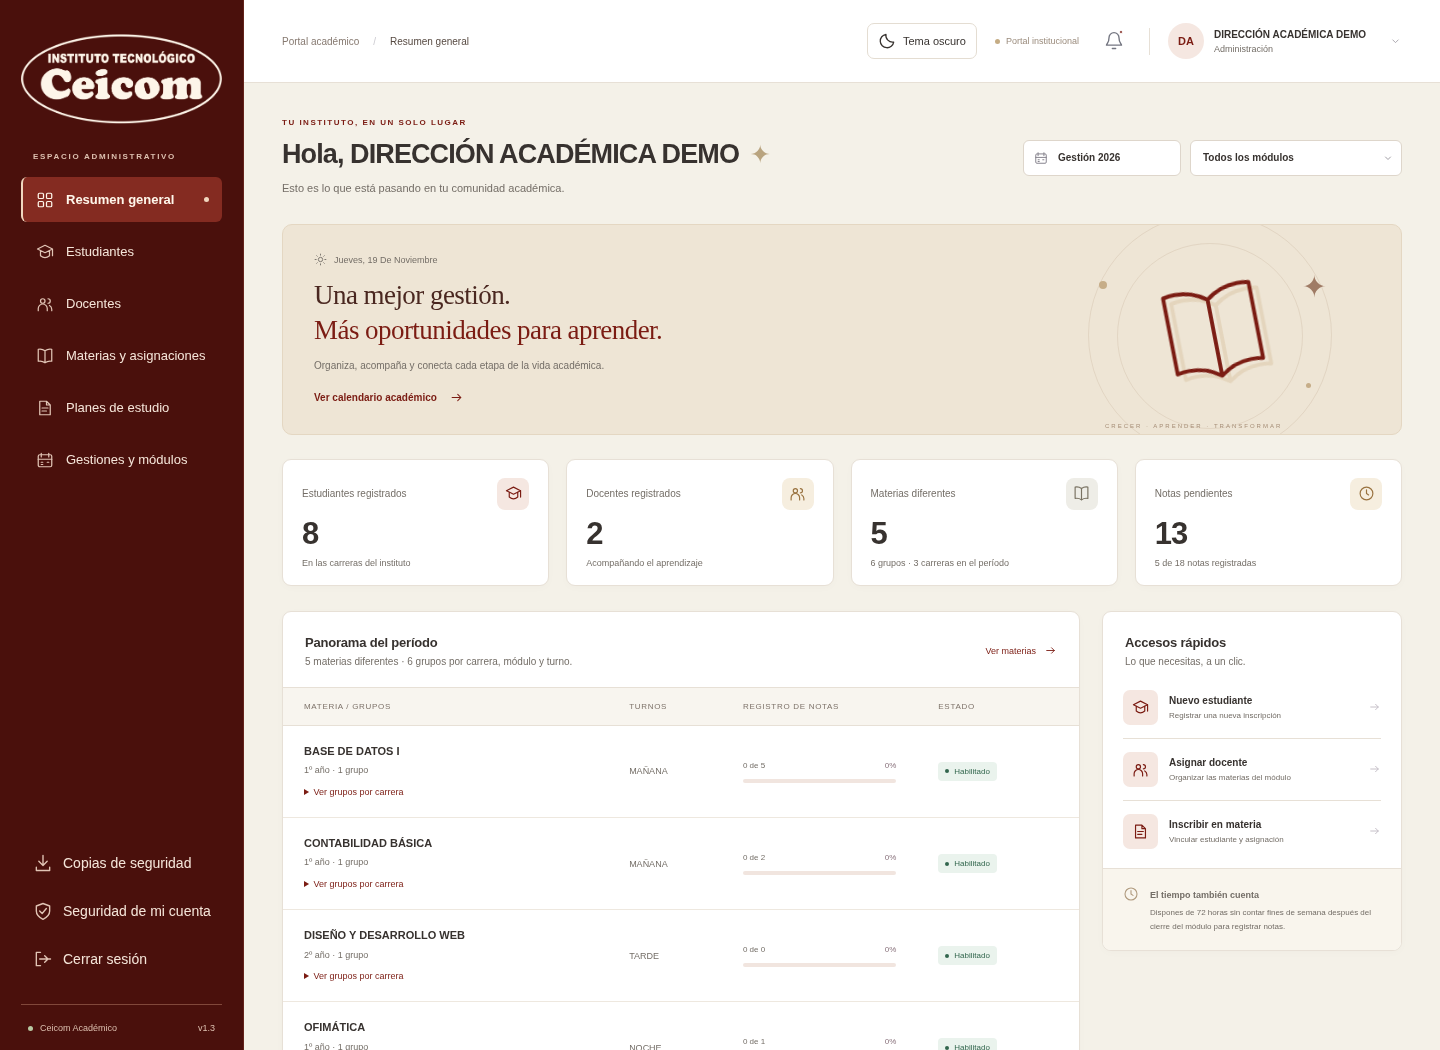 INSTITUTO TECNOLÓGICO
Ceicom
ESPACIO ADMINISTRATIVO
Resumen general
Estudiantes
Docentes
Materias y asignaciones
Planes de estudio
Gestiones y módulos
Copias de seguridad
Seguridad de mi cuenta
Cerrar sesión
Ceicom Académico v1.3
Portal académico / Resumen general
Tema oscuro
Portal institucional
DA
DIRECCIÓN ACADÉMICA DEMO
Administración
TU INSTITUTO, EN UN SOLO LUGAR
Hola, DIRECCIÓN ACADÉMICA DEMO
Esto es lo que está pasando en tu comunidad académica.
Gestión 2026
Todos los módulos
Jueves, 19 De Noviembre
Una mejor gestión.
Más oportunidades para aprender.
Organiza, acompaña y conecta cada etapa de la vida académica.
Ver calendario académico
CRECER · APRENDER · TRANSFORMAR
Estudiantes registrados
8
En las carreras del instituto
Docentes registrados
2
Acompañando el aprendizaje
Materias diferentes
5
6 grupos · 3 carreras en el período
Notas pendientes
13
5 de 18 notas registradas
Panorama del período
5 materias diferentes · 6 grupos por carrera, módulo y turno.
Ver materias
MATERIA / GRUPOS TURNOS REGISTRO DE NOTAS ESTADO
BASE DE DATOS I
1º año · 1 grupo
Ver grupos por carrera
MAÑANA
0 de 5 0%
Habilitado
CONTABILIDAD BÁSICA
1º año · 1 grupo
Ver grupos por carrera
MAÑANA
0 de 2 0%
Habilitado
DISEÑO Y DESARROLLO WEB
2º año · 1 grupo
Ver grupos por carrera
TARDE
0 de 0 0%
Habilitado
OFIMÁTICA
1º año · 1 grupo
NOCHE
0 de 1 0%
Habilitado
Accesos rápidos
Lo que necesitas, a un clic.
Nuevo estudiante
Registrar una nueva inscripción
Asignar docente
Organizar las materias del módulo
Inscribir en materia
Vincular estudiante y asignación
El tiempo también cuenta
Dispones de 72 horas sin contar fines de semana después del
cierre del módulo para registrar notas.